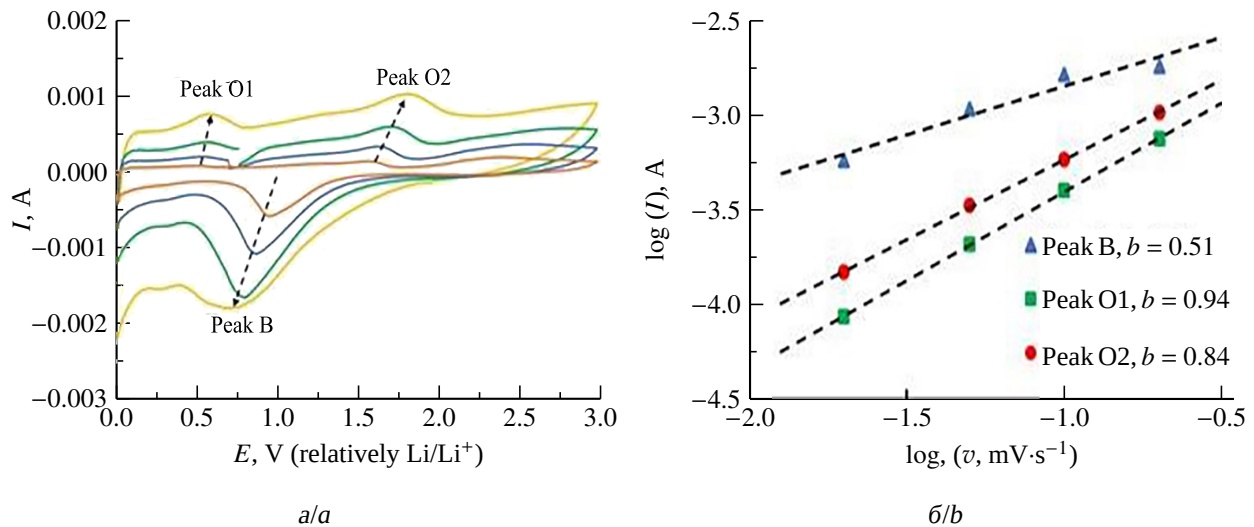 0.002
0.001
0.000
−0.001
−0.002
−0.003
I, A
Peak O1
Peak O2
Peak B
0.0 0.5 1.0 1.5 2.0 2.5 3.0
E, V (relatively Li/Li⁺)
a/a
−2.5
−3.0
−3.5
−4.0
−4.5
log (I), A
Peak B, b = 0.51
Peak O1, b = 0.94
Peak O2, b = 0.84
−2.0 −1.5 −1.0 −0.5
log, (v, mV·s⁻¹)
б/b